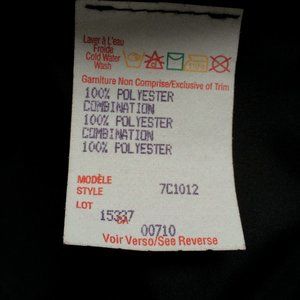 Laver à L'eau
Froide
Cold Water
Wash
Garniture Non Comprise/Exclusive of Trim
100% POLYESTER
COMBINATION
100% POLYESTER
COMBINATION
100% POLYESTER
MODÈLE
STYLE 7C1012
LOT
15337
CA
00710
Voir Verso/See Reverse